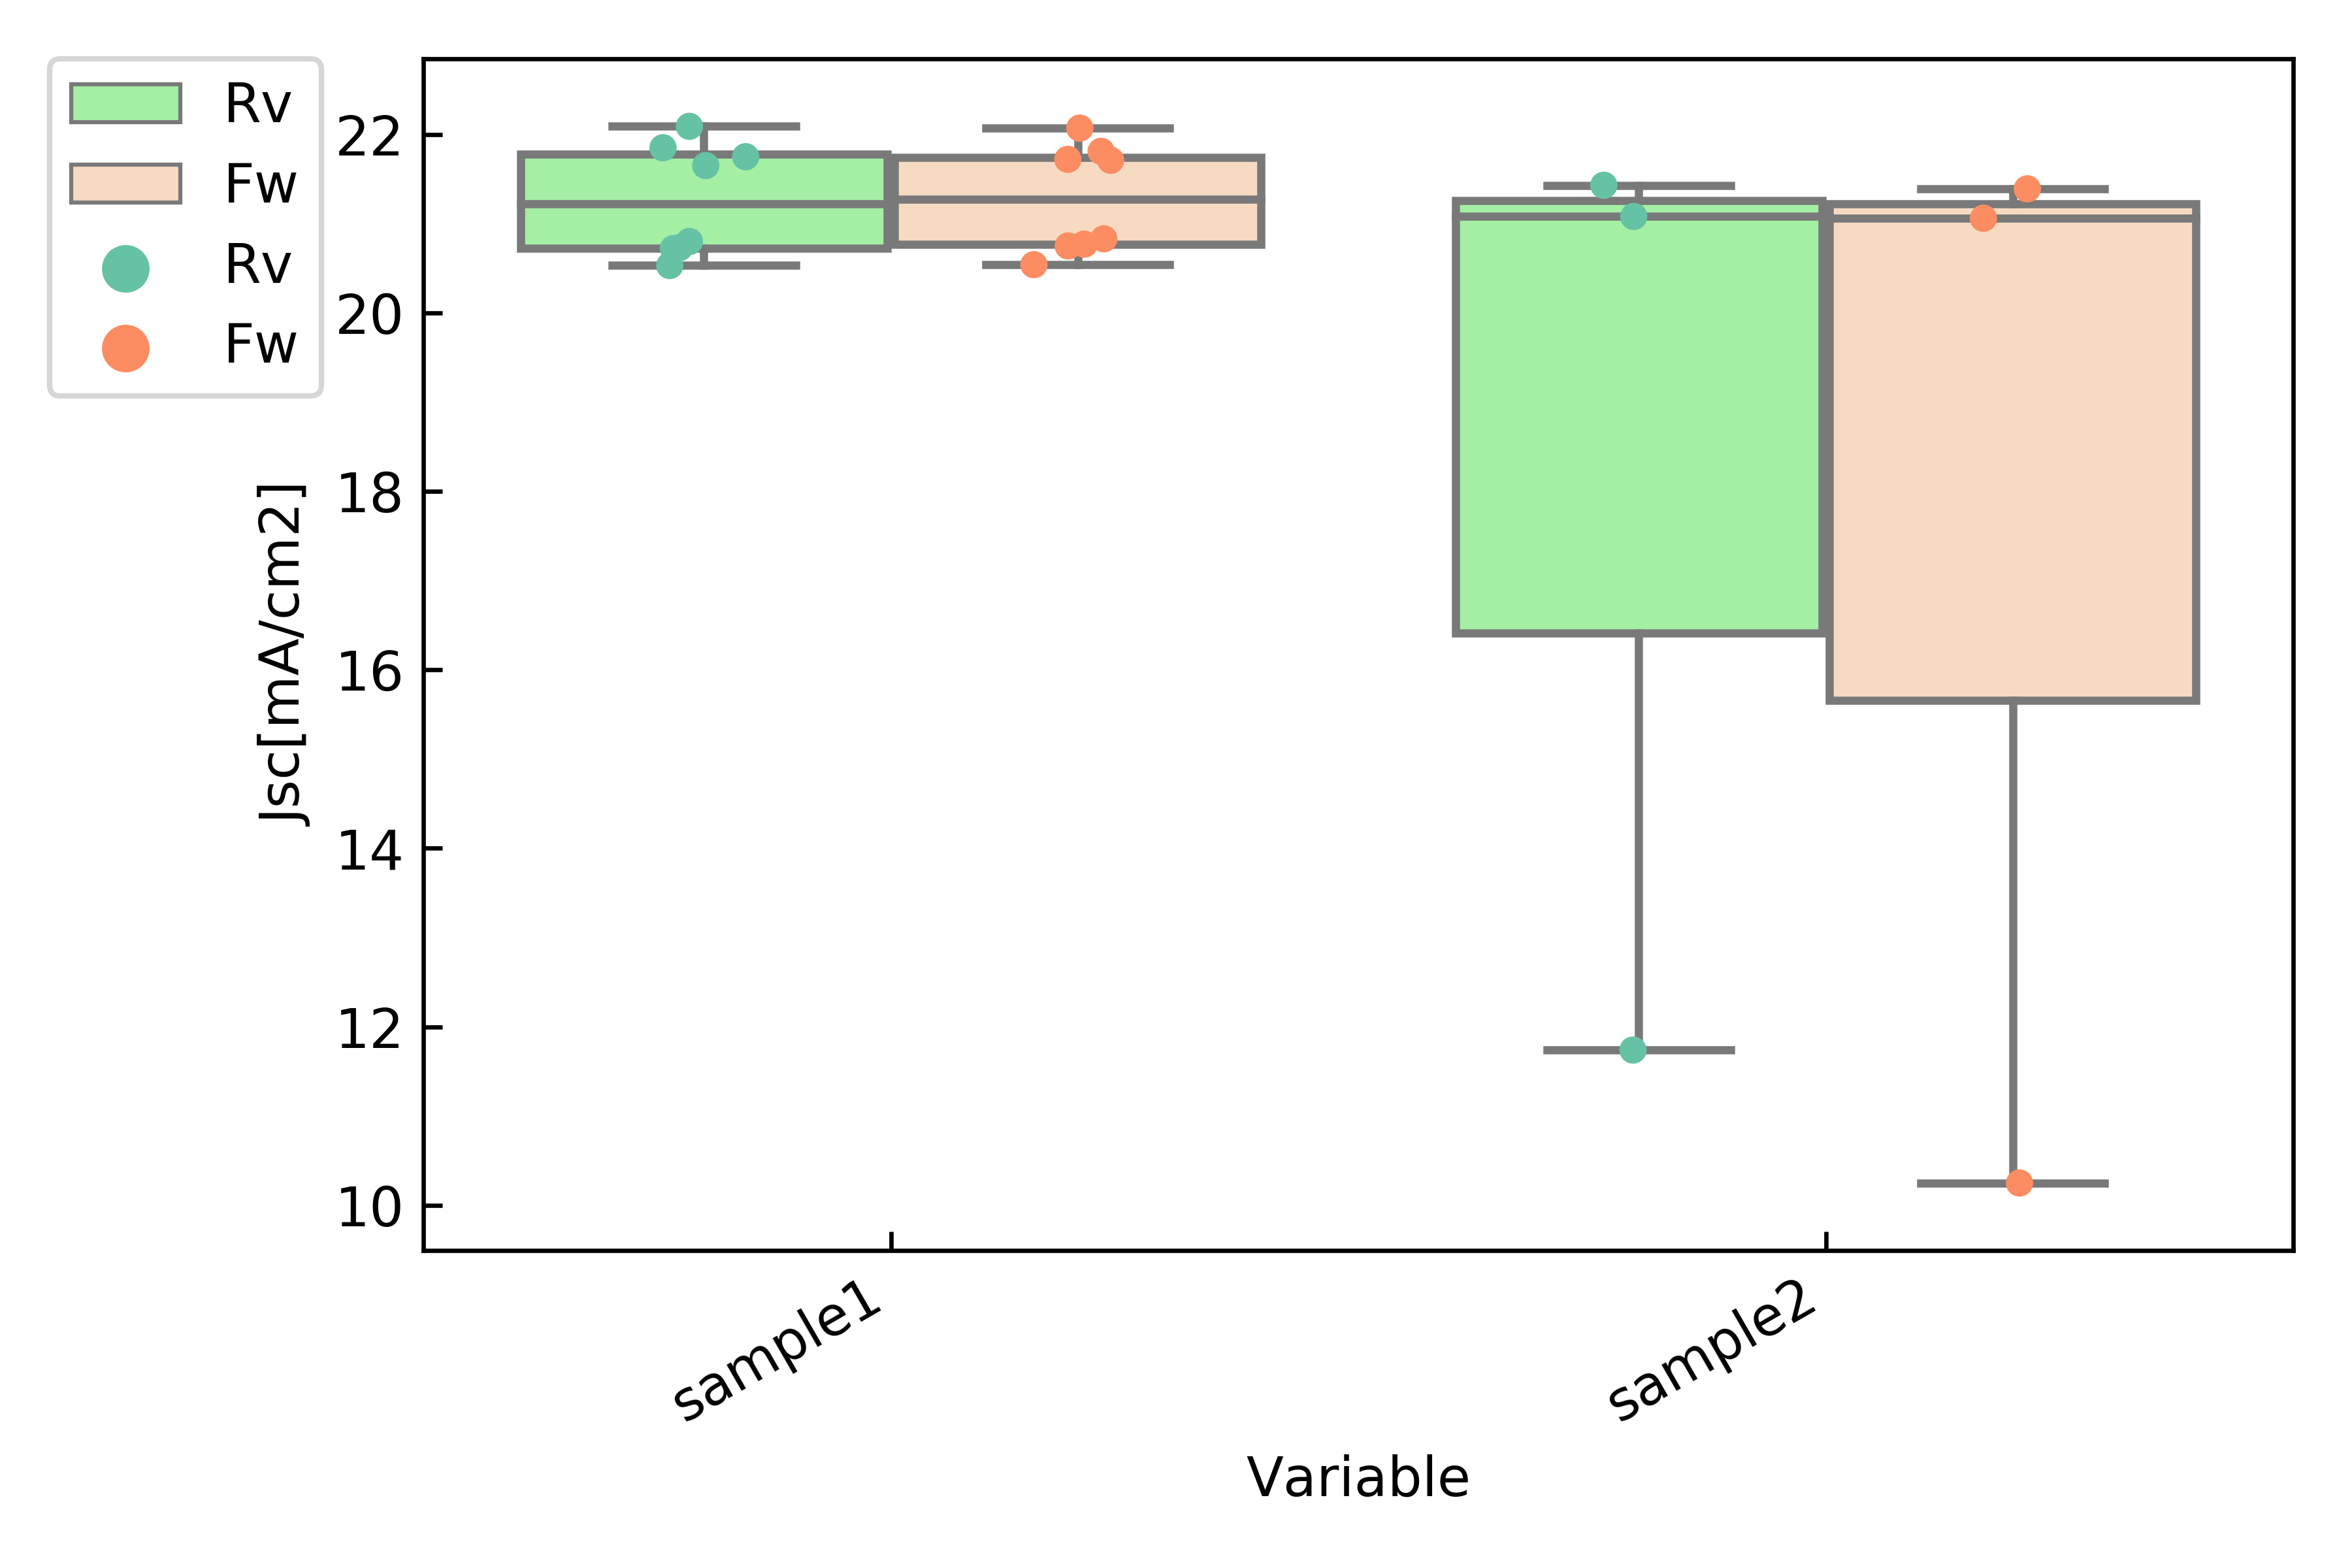 Rv
Fw
Rv
Fw
Jsc[mA/cm2]
22
20
18
16
14
12
10
sample1
sample2
Variable